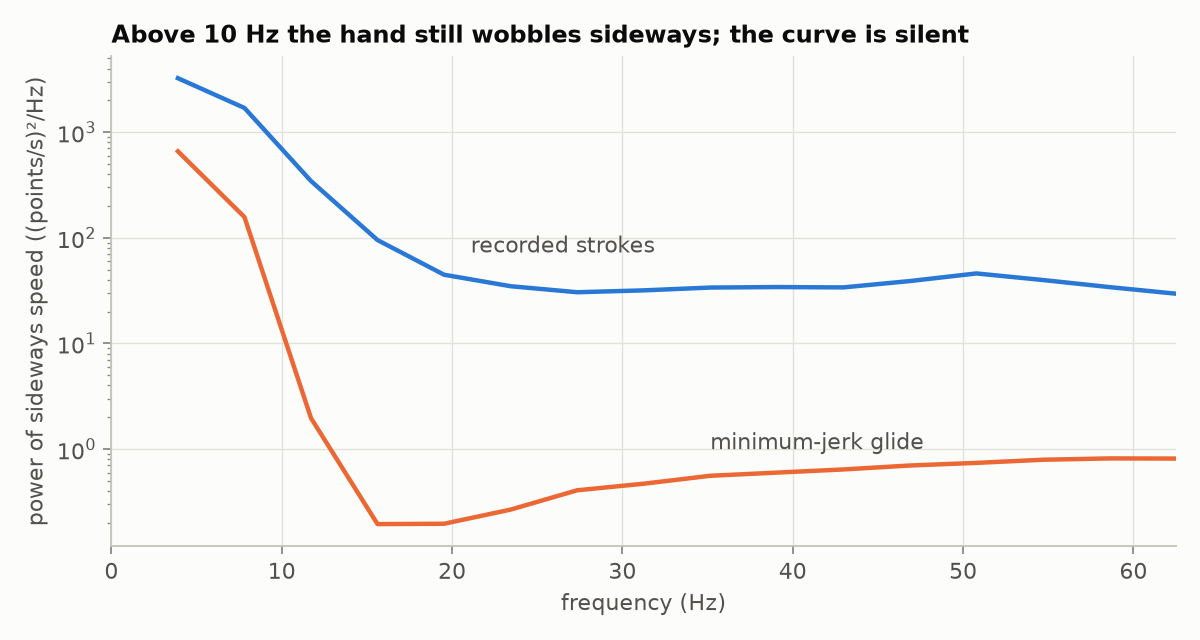 Above 10 Hz the hand still wobbles sideways; the curve is silent
power of sideways speed ((points/s)²/Hz)
10³
10²
10¹
10⁰
recorded strokes
minimum-jerk glide
0 10 20 30 40 50 60
frequency (Hz)